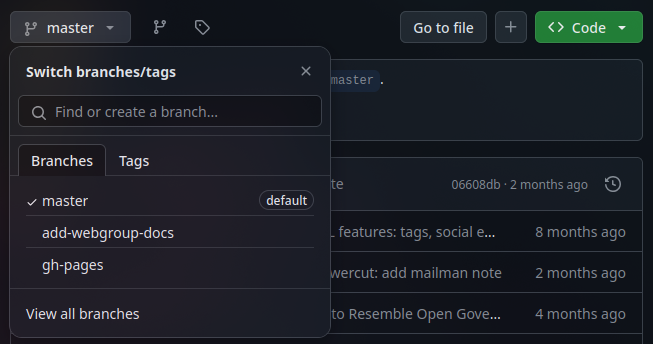 master
Go to file
Code
Switch branches/tags
master .
Find or create a branch...
Branches Tags
te
06608db · 2 months ago
master default
L features: tags, social e... 8 months ago
add-webgroup-docs
gh-pages
wercut: add mailman note 2 months ago
View all branches
to Resemble Open Gove... 4 months ago